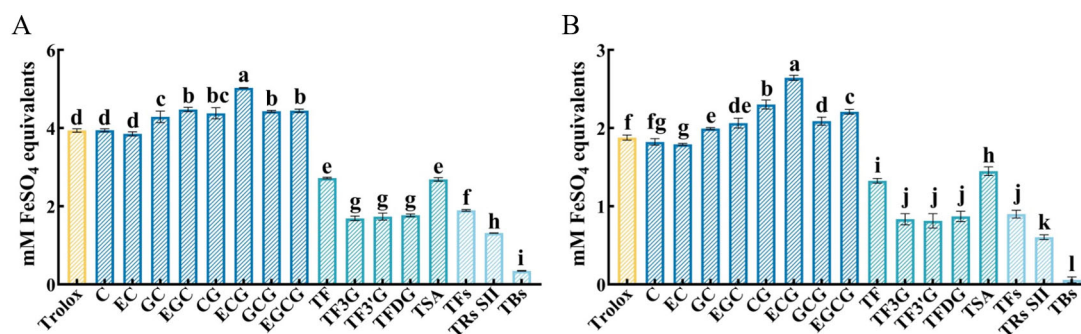 A
mM FeSO₄ equivalents
6
4
2
0
d d d c b bc a b b e g g g e f h i
Trolox C EC GC EGC CG ECG GCG EGCG TF TF3G TF3'G TFDG TSA TFs TRs SII TBs
B
mM FeSO₄ equivalents
3
2
1
0
f fg g e de b a d c i j j j h j k l
Trolox C EC GC EGC CG ECG GCG EGCG TF TF3G TF3'G TFDG TSA TFs TRs SII TBs